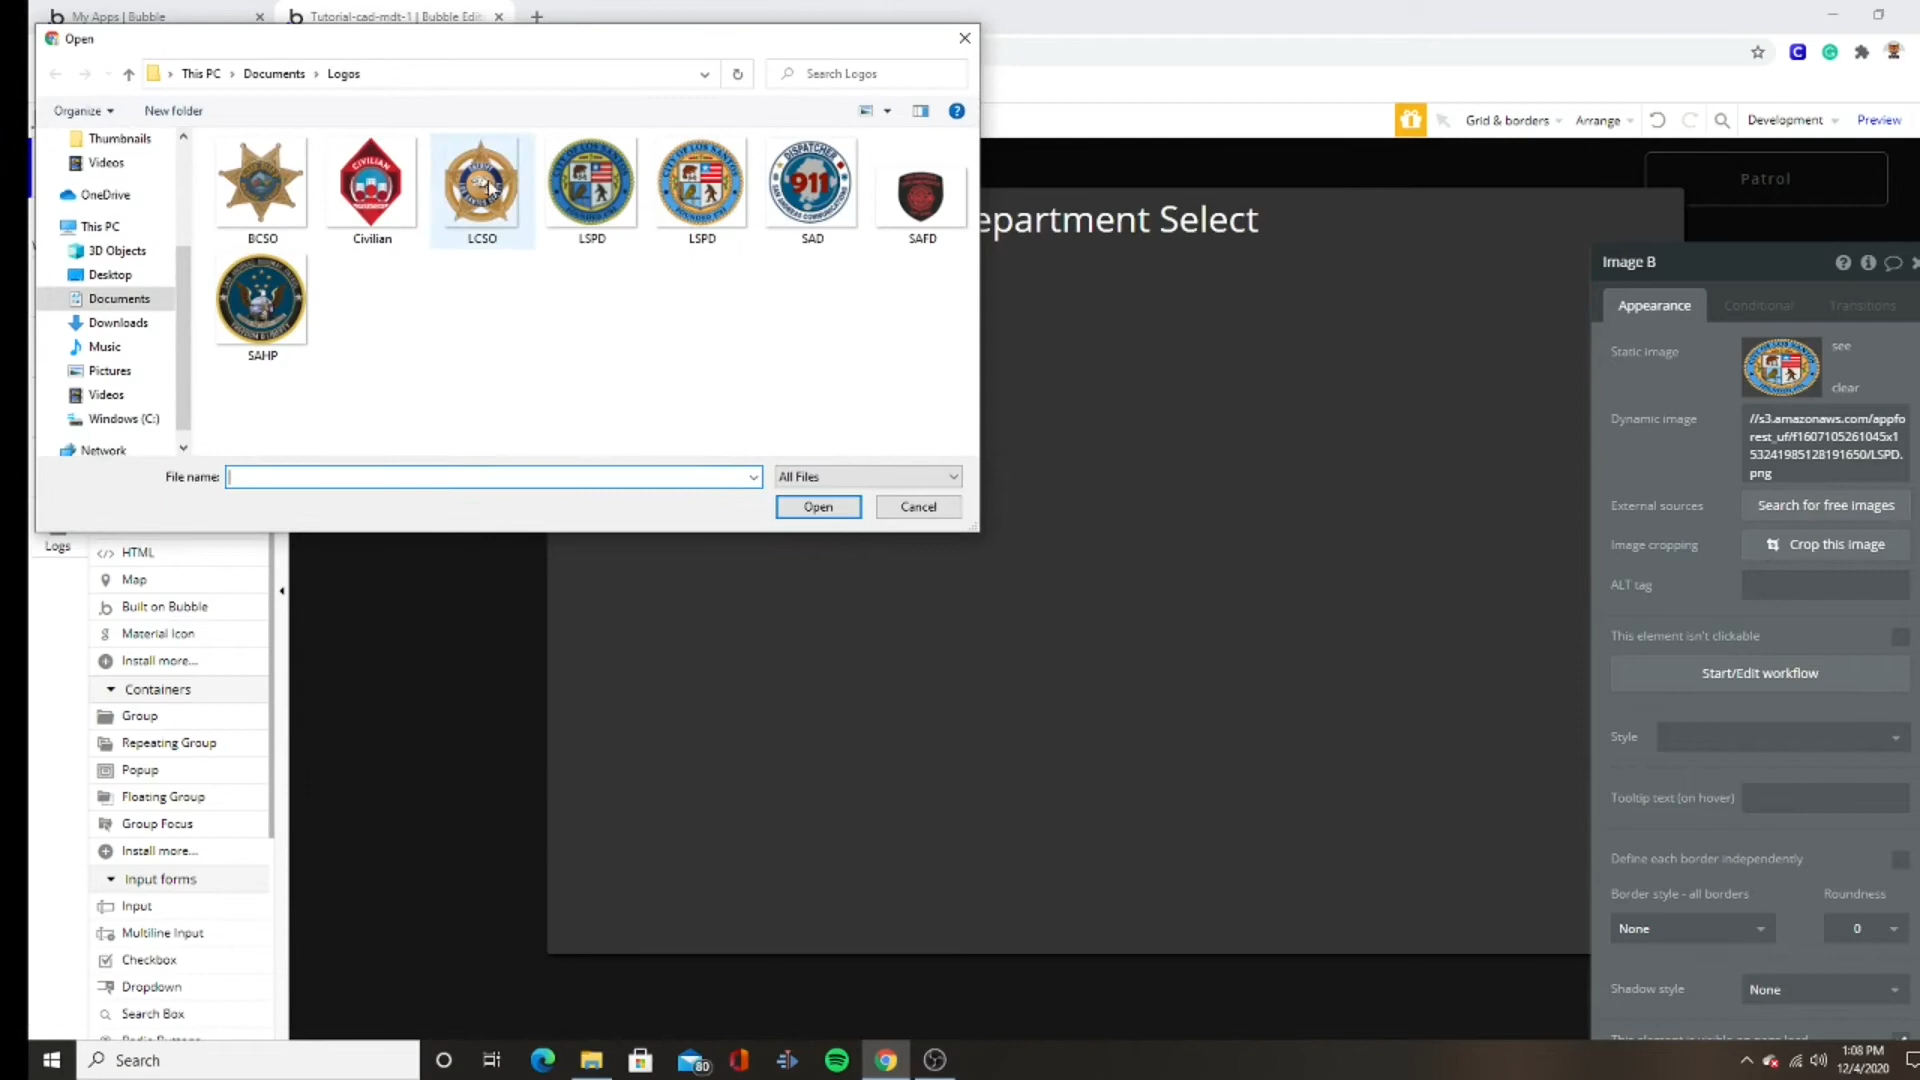 My Apps | Bubble
Tutorial-cad-mdt-1 | Bubble Edit
Open
This PC > Documents > Logos
Search Logos
Organize
New folder
Thumbnails
Videos
OneDrive
This PC
3D Objects
Desktop
Documents
Downloads
Music
Pictures
Videos
Windows (C:)
Network
BCSO
Civilian
LCSO
LSPD
LSPD
SAD
SAFD
SAHP
CIVILIAN
DISPATCHER
911
File name:
All Files
Open
Cancel
Grid & borders
Arrange
Development
Preview
Patrol
epartment Select
Image B
Appearance
Conditional
Transitions
Static image
see
clear
Dynamic image
//s3.amazonaws.com/appfo
rest_uf/f1607105261045x1
53241985128191650/LSPD.
png
External sources
Search for free images
Image cropping
Crop this image
ALT tag
This element isn't clickable
Start/Edit workflow
Style
Tooltip text (on hover)
Define each border independently
Border style - all borders
Roundness
None
0
Shadow style
None
Logs
</> HTML
Map
Built on Bubble
Material Icon
Install more...
Containers
Group
Repeating Group
Popup
Floating Group
Group Focus
Install more...
Input forms
Input
Multiline Input
Checkbox
Dropdown
Search Box
Search
80
1:08 PM
12/4/2020